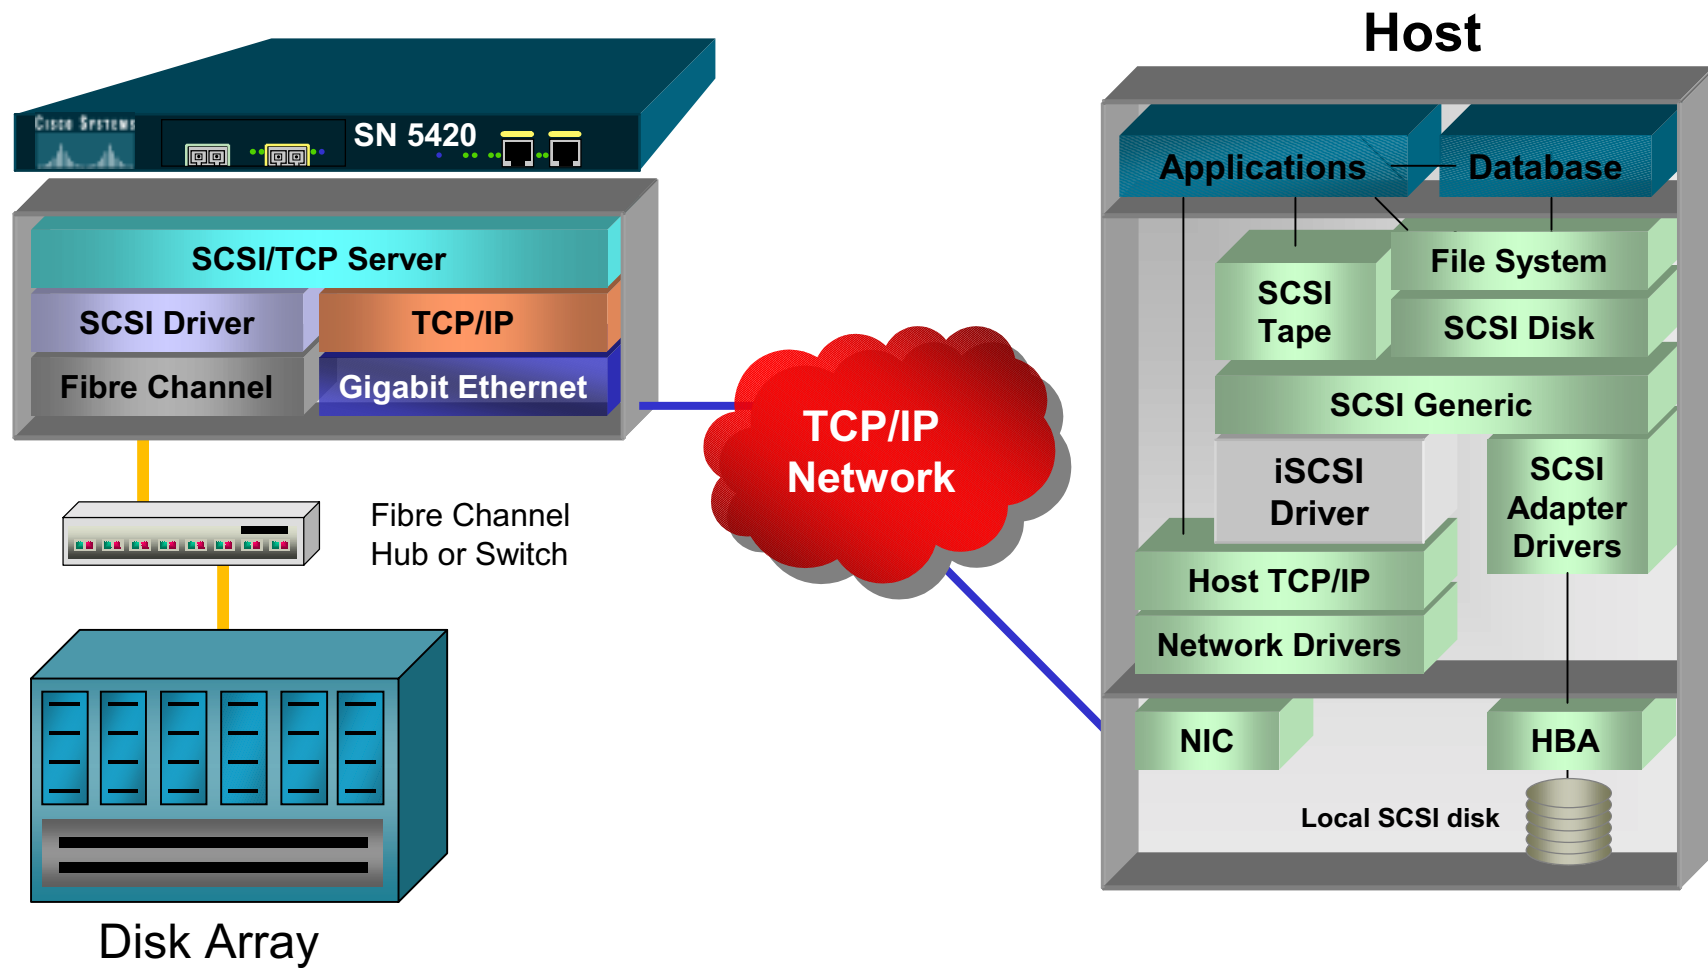 Host
CISCO SYSTEMS
SN 5420
SCSI/TCP Server
SCSI Driver
TCP/IP
Fibre Channel
Gigabit Ethernet
Fibre Channel
Hub or Switch
Disk Array
TCP/IP
Network
Applications
Database
SCSI
Tape
File System
SCSI Disk
SCSI Generic
iSCSI
Driver
SCSI
Adapter
Drivers
Host TCP/IP
Network Drivers
NIC
HBA
Local SCSI disk